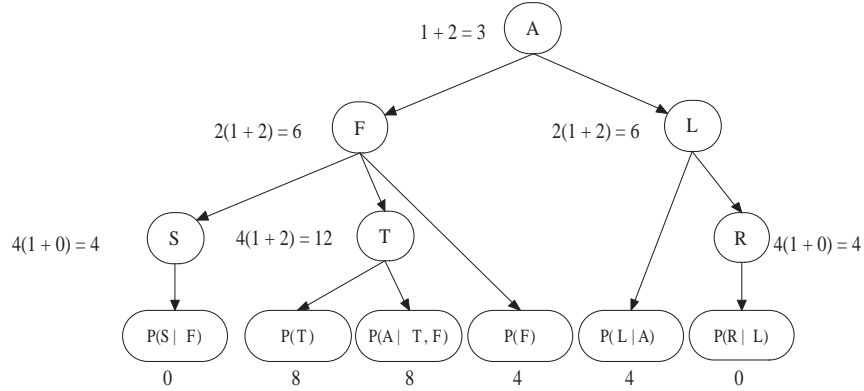 1 + 2 = 3
A
2(1 + 2) = 6
F
2(1 + 2) = 6
L
4(1 + 0) = 4
S
4(1 + 2) = 12
T
R
4(1 + 0) = 4
P(S | F)
P(T)
P(A | T, F)
P(F)
P( L | A)
P(R | L)
0
8
8
4
4
0